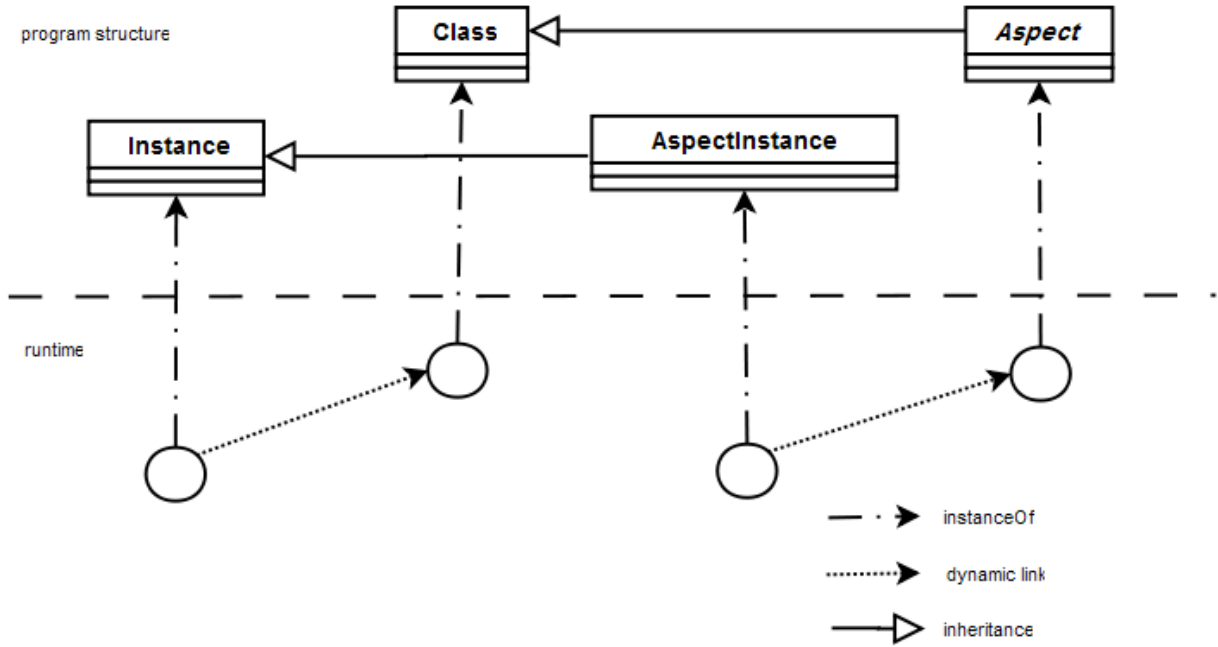 program structure
Class
Aspect
Instance
AspectInstance
runtime
instanceOf
dynamic link
inheritance